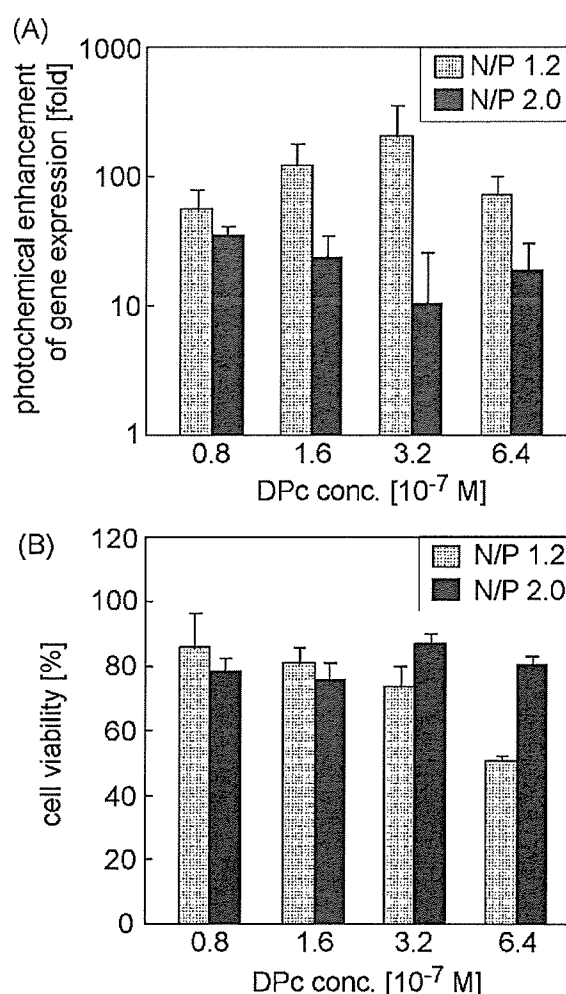 (A)
photochemical enhancement
of gene expression [fold]
1000
100
10
1
N/P 1.2
N/P 2.0
0.8 1.6 3.2 6.4
DPc conc. [10⁻⁷ M]
(B)
cell viability [%]
120
100
80
60
40
20
0
N/P 1.2
N/P 2.0
0.8 1.6 3.2 6.4
DPc conc. [10⁻⁷ M]